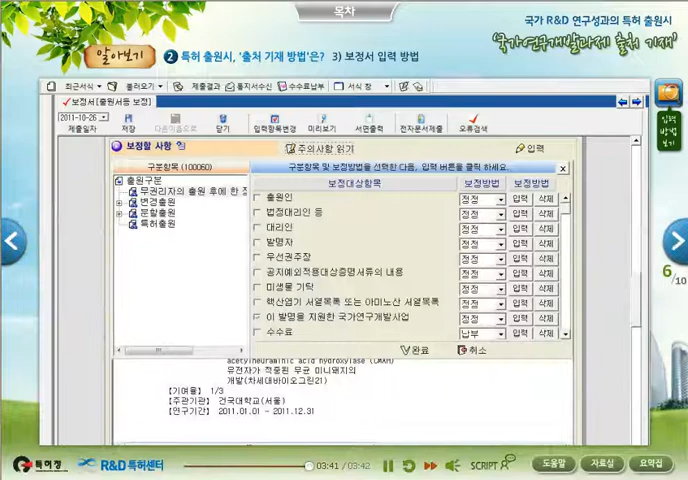 목차
국가 R&D 연구성과의 특허 출원시
'국가연구개발과제 출처 기재'
알아보기
2 특허 출원시, '출처 기재 방법'은? 3) 보정서 입력 방법
최근서식 불러오기 제출결과 통지서수신 수수료납부 서식 창
보정서[출원서등 보정]
2011-10-26
제출일자 저장 다른이름으로 닫기 입력항목변경 미리보기 서면출력 전자문서제출 오류검색
입력
방법
보기
보정할 사항 주의사항 읽기 입력
구분항목 (100060)
구분항목 및 보정방법을 선택한 다음, 입력 버튼을 클릭 하세요. x
출원구분
무권리자의 출원 후에 한 정
변경출원
분할출원
특허출원
보정대상항목 보정방법 보정방법
출원인 정정 입력 삭제
법정대리인 등 정정 입력 삭제
대리인 정정 입력 삭제
발명자 정정 입력 삭제
우선권주장 정정 입력 삭제
공지예외적용대상증명서류의 내용 정정 입력 삭제
미생물 기탁 정정 입력 삭제
핵산염기 서열목록 또는 아미노산 서열목록 정정 입력 삭제
이 발명을 지원한 국가연구개발사업 정정 입력 삭제
수수료 납부 입력 삭제
완료 취소
acetylneuraminic acid hydroxylase (CMAH)
유전자가 적중된 무균 미니돼지의
개발(차세대바이오그린21)
【기여율】 1/3
【주관기관】 건국대학교(서울)
【연구기간】 2011.01.01 ~ 2011.12.31
6/10
특허청 R&D 특허센터 03:41/03:42 SCRIPT 도움말 자료실 요약집